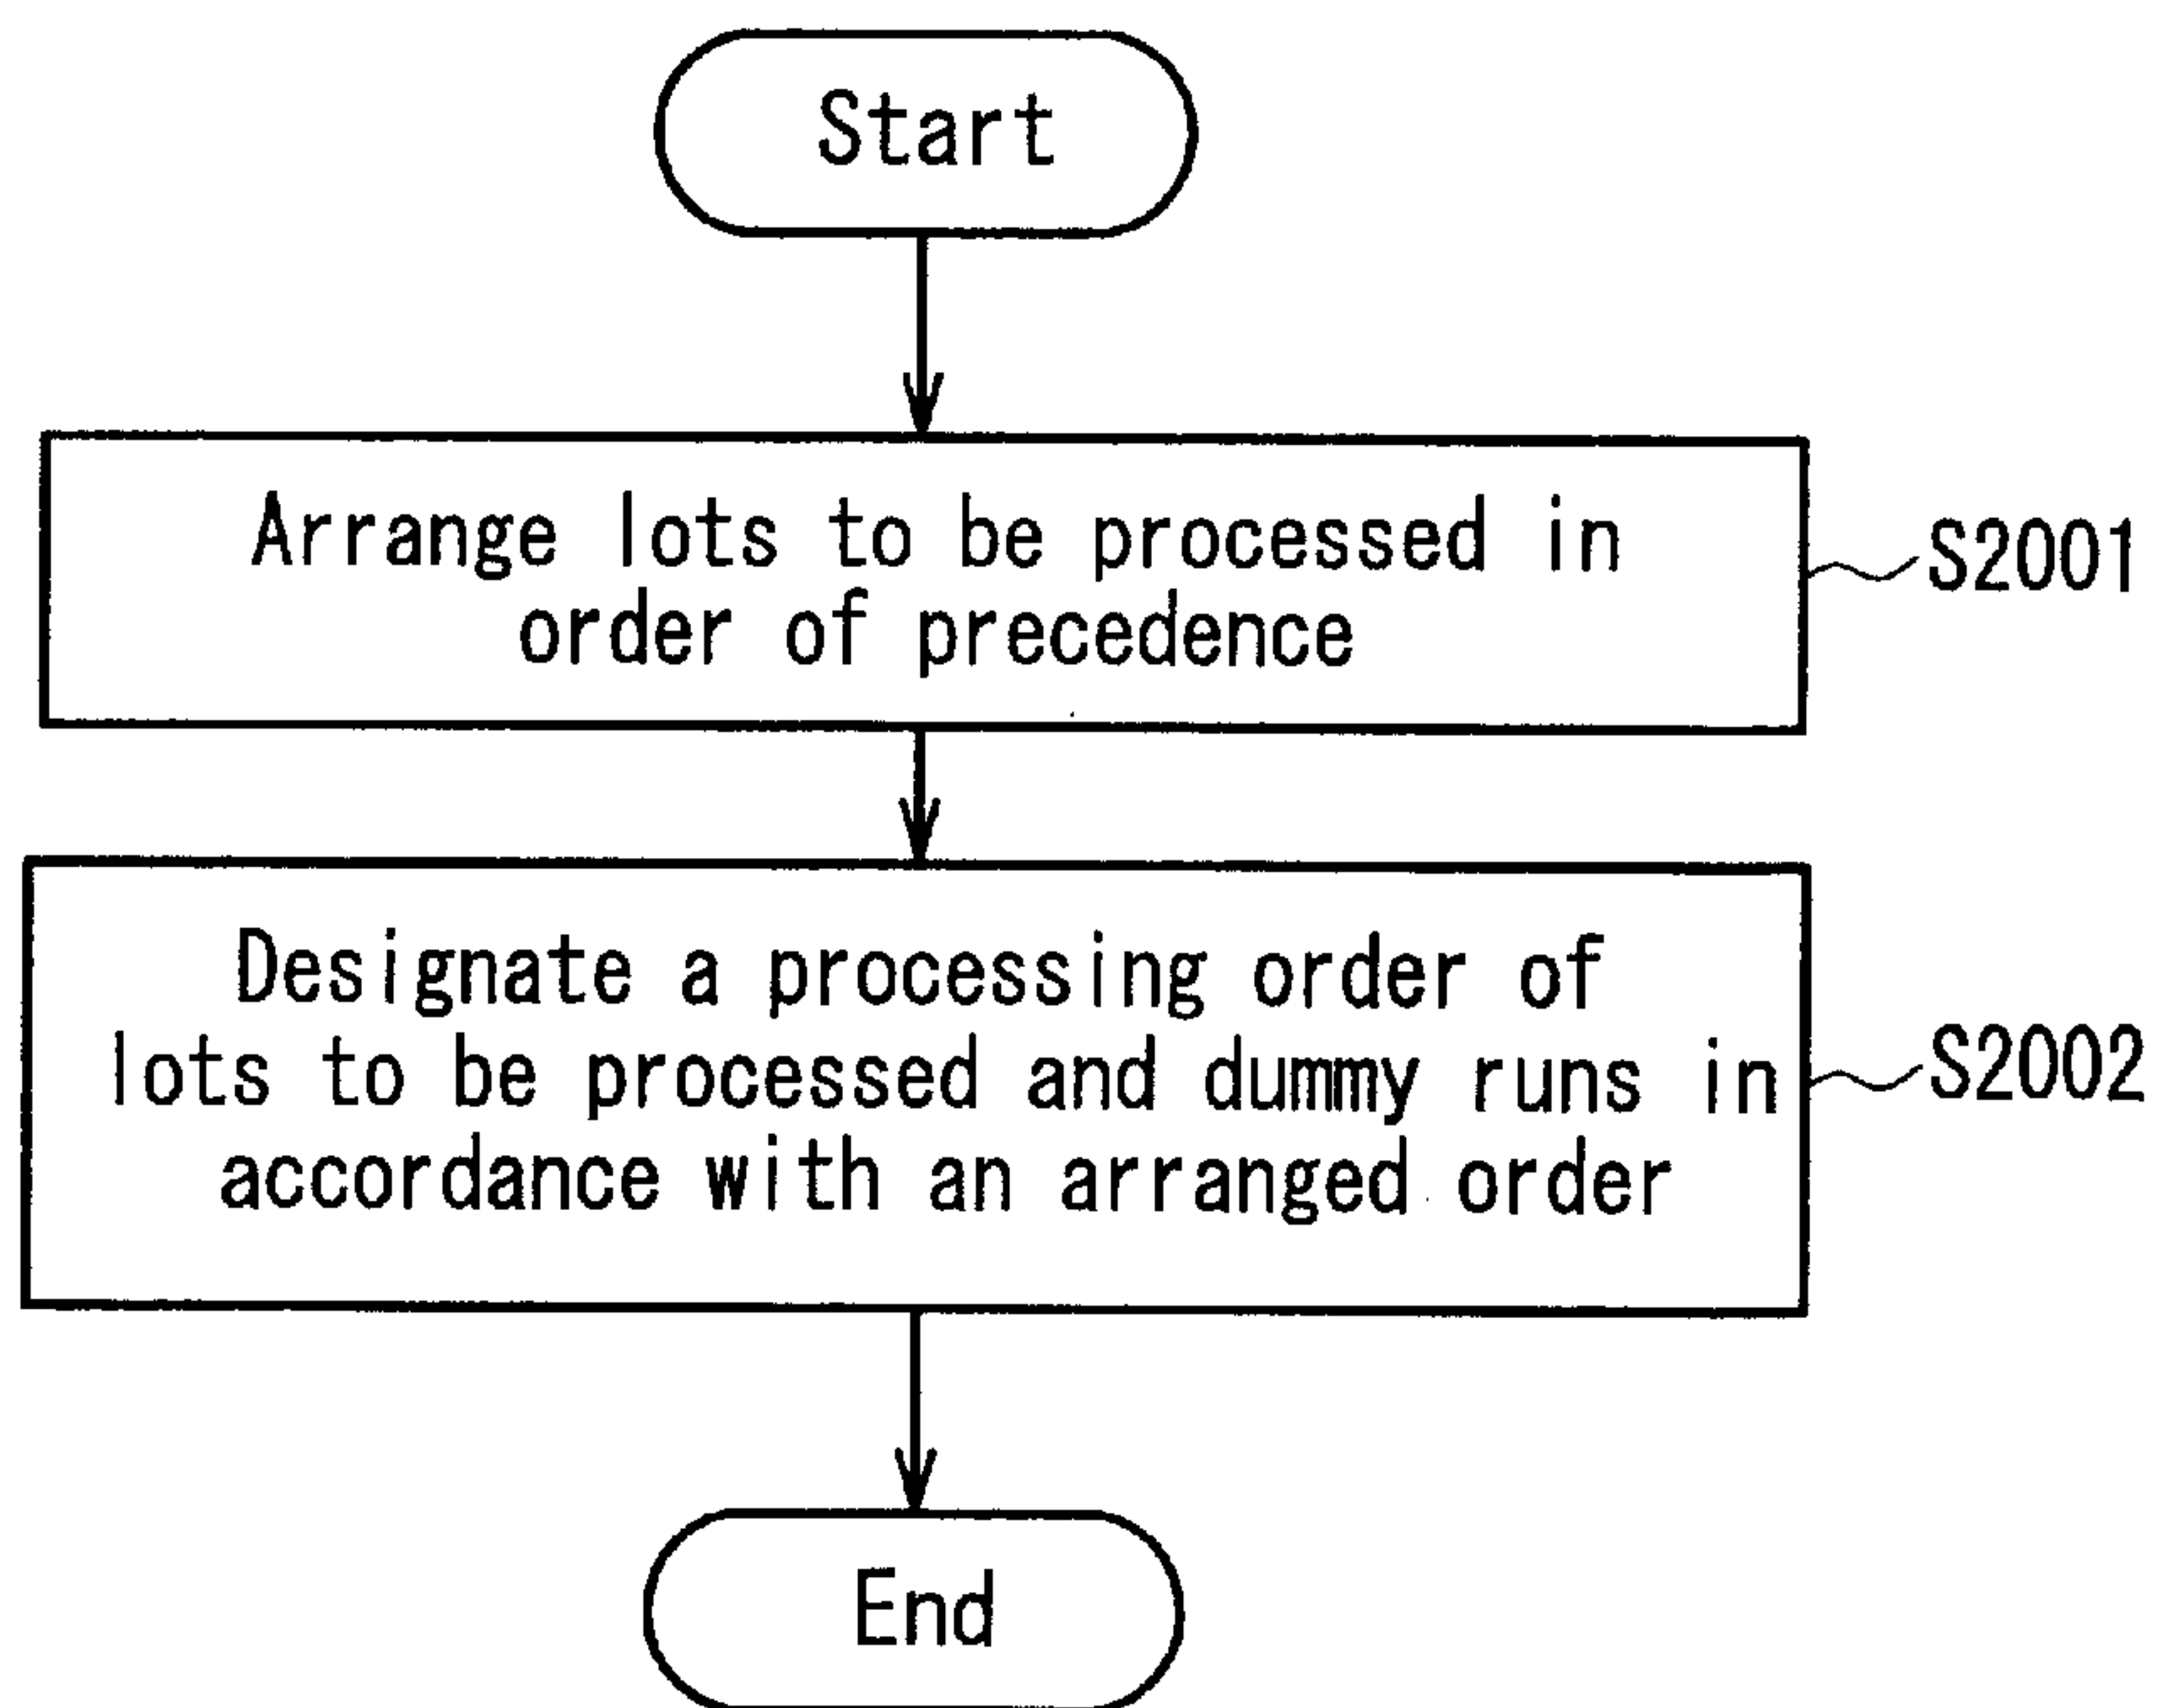 Start
Arrange lots to be processed in
order of precedence
S2001
Designate a processing order of
lots to be processed and dummy runs in
accordance with an arranged order
S2002
End